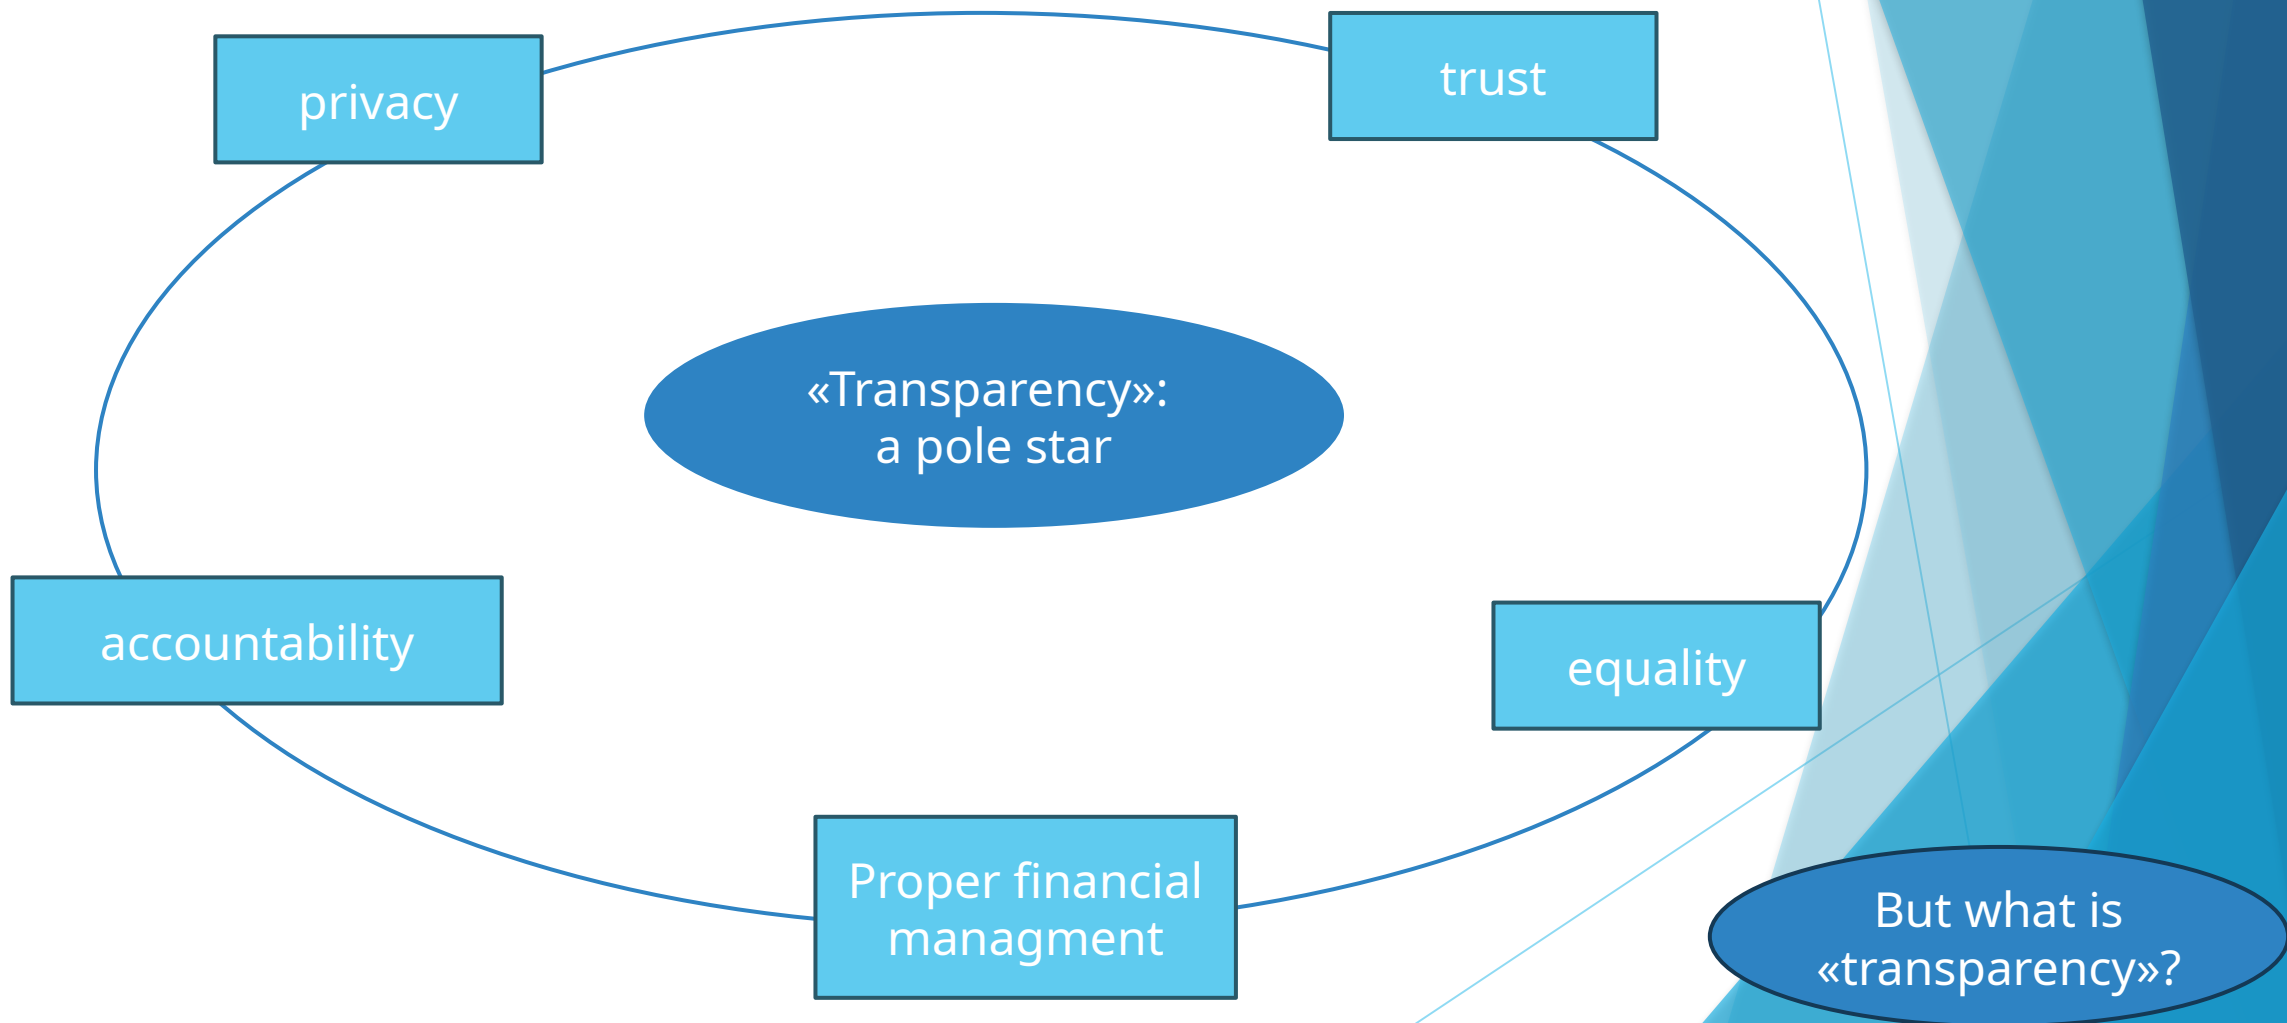 privacy
trust
«Transparency»:
a pole star
accountability
equality
Proper financial
managment
But what is
«transparency»?